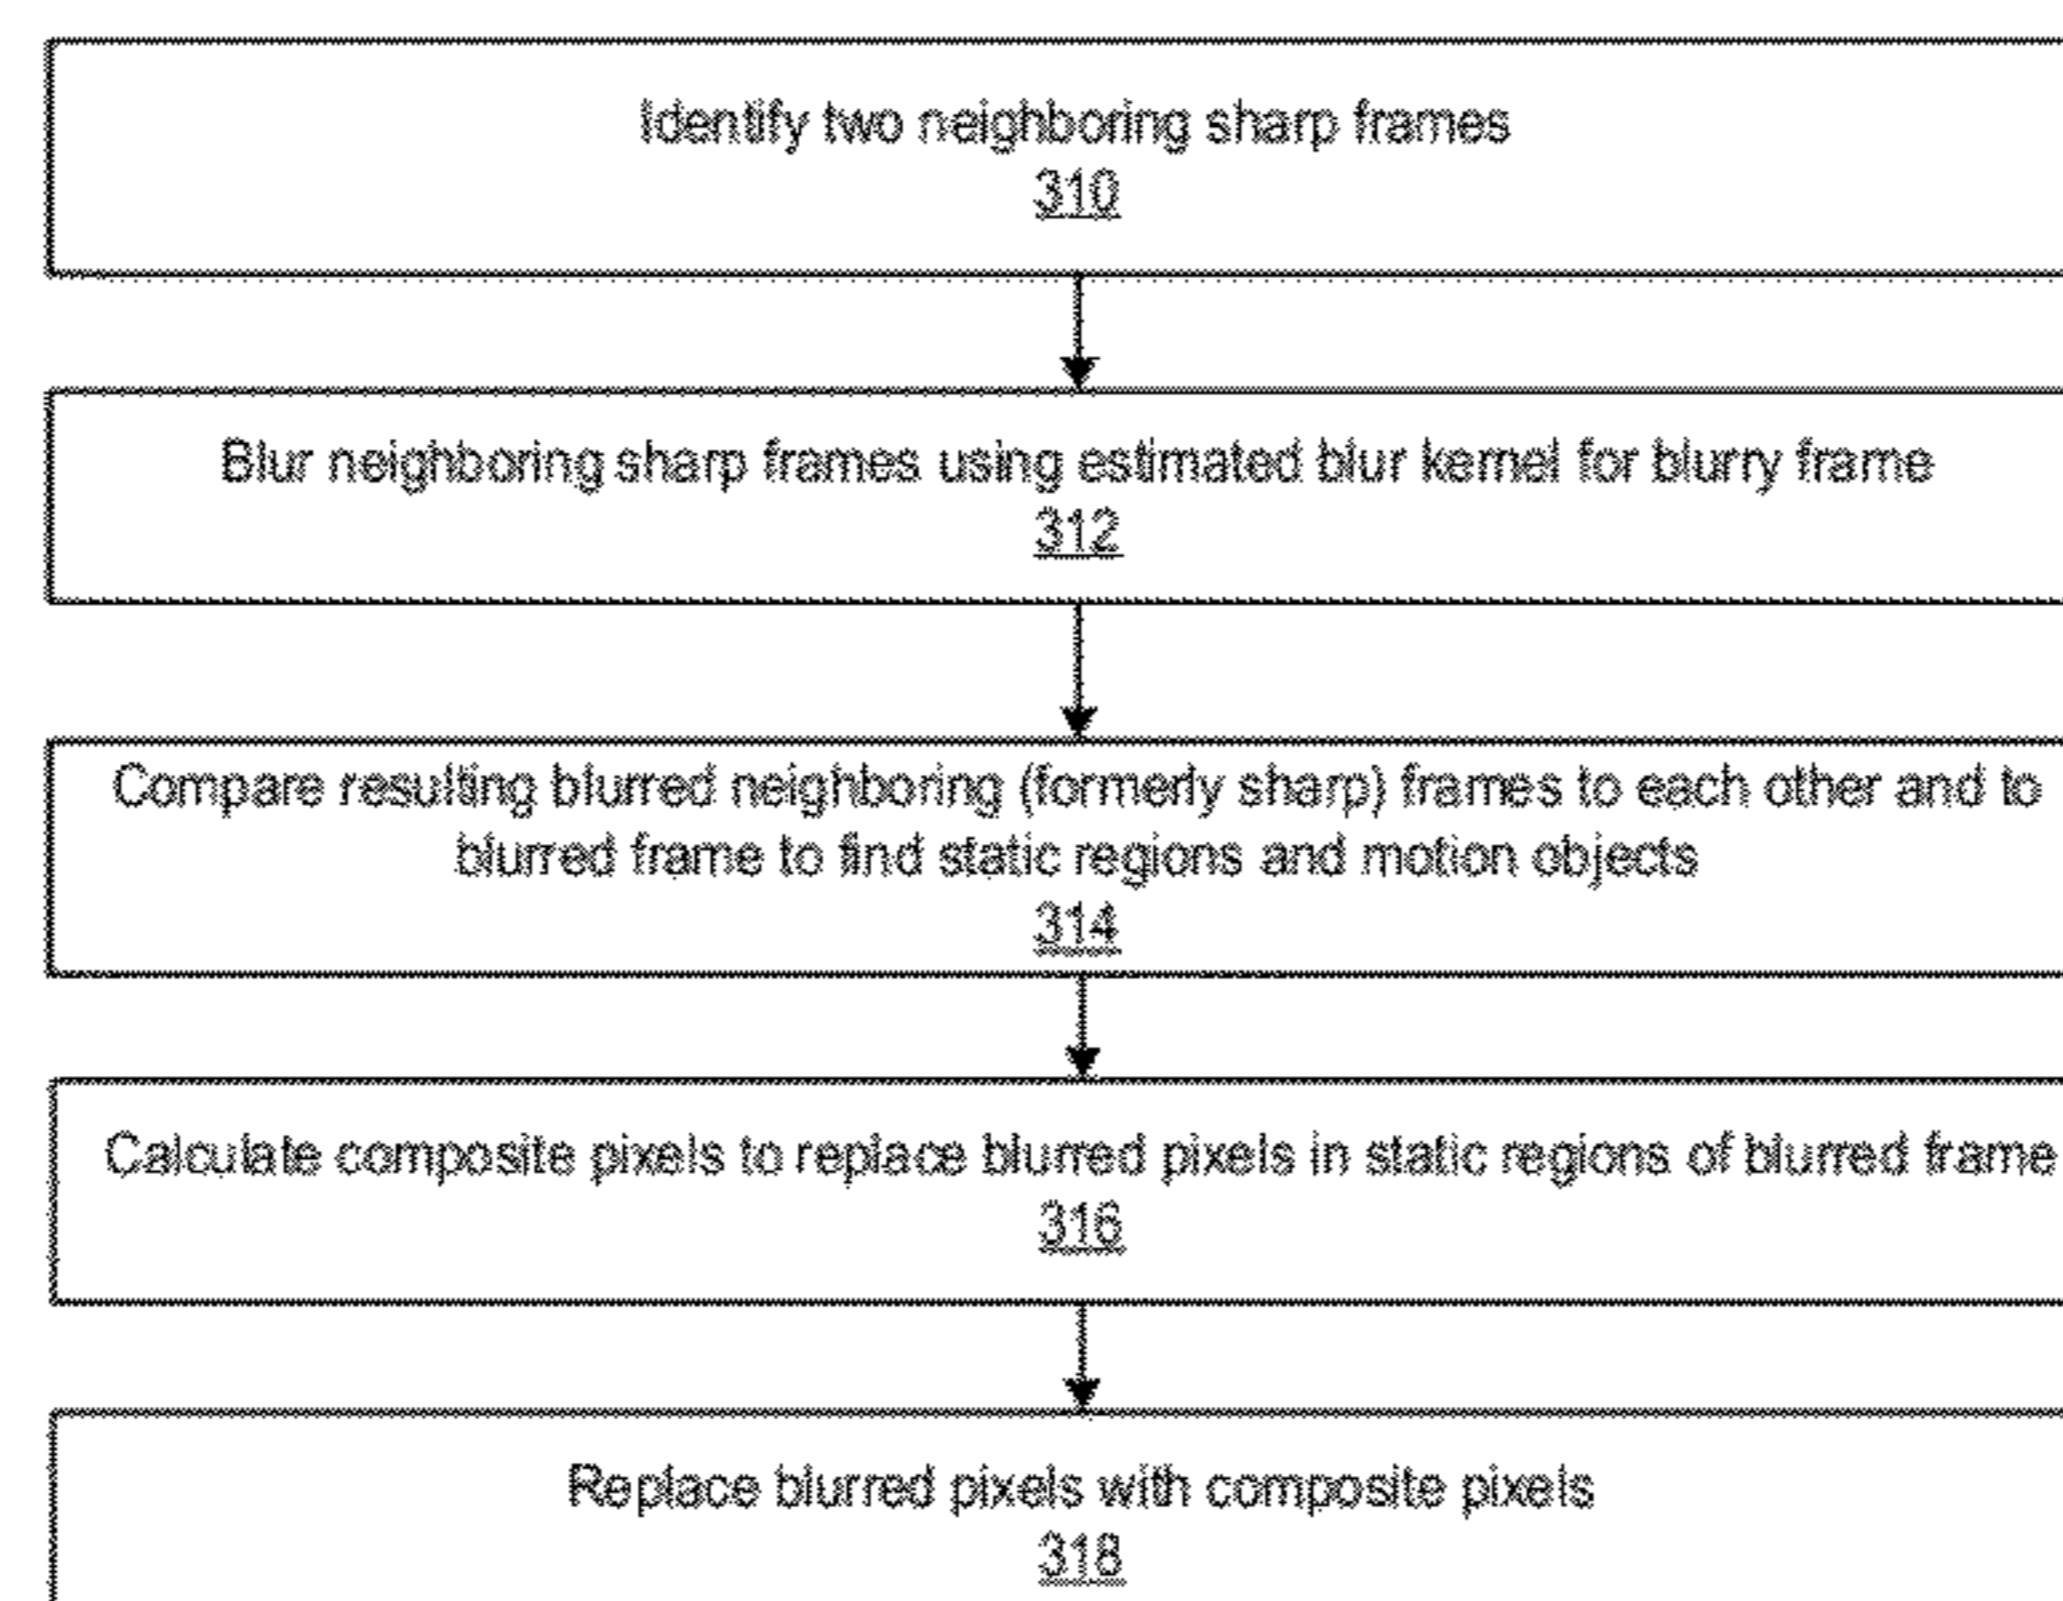 Identify two neighboring sharp frames
310
Blur neighboring sharp frames using estimated blur kernel for blurry frame
312
Compare resulting blurred neighboring (formerly sharp) frames to each other and to
blurred frame to find static regions and motion objects
314
Calculate composite pixels to replace blurred pixels in static regions of blurred frame
316
Replace blurred pixels with composite pixels
318